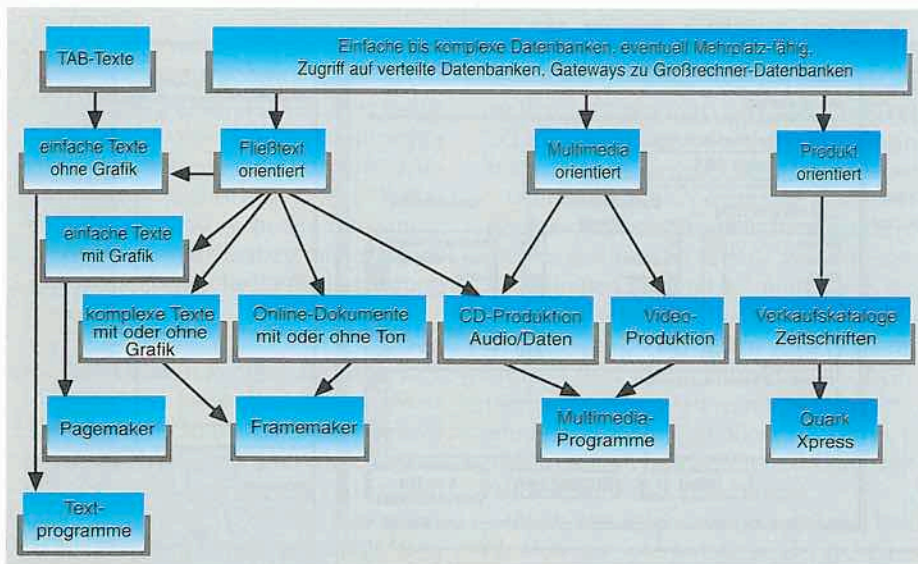 TAB-Texte
Einfache bis komplexe Datenbanken, eventuell Mehrplatz-fähig,
Zugriff auf verteilte Datenbanken, Gateways zu Großrechner-Datenbanken
einfache Texte
ohne Grafik
Fließtext
orientiert
Multimedia
orientiert
Produkt
orientiert
einfache Texte
mit Grafik
komplexe Texte
mit oder ohne
Grafik
Online-Dokumente
mit oder ohne Ton
CD-Produktion
Audio/Daten
Video-
Produktion
Verkaufskataloge
Zeitschriften
Pagemaker
Framemaker
Multimedia-
Programme
Quark
Xpress
Text-
programme